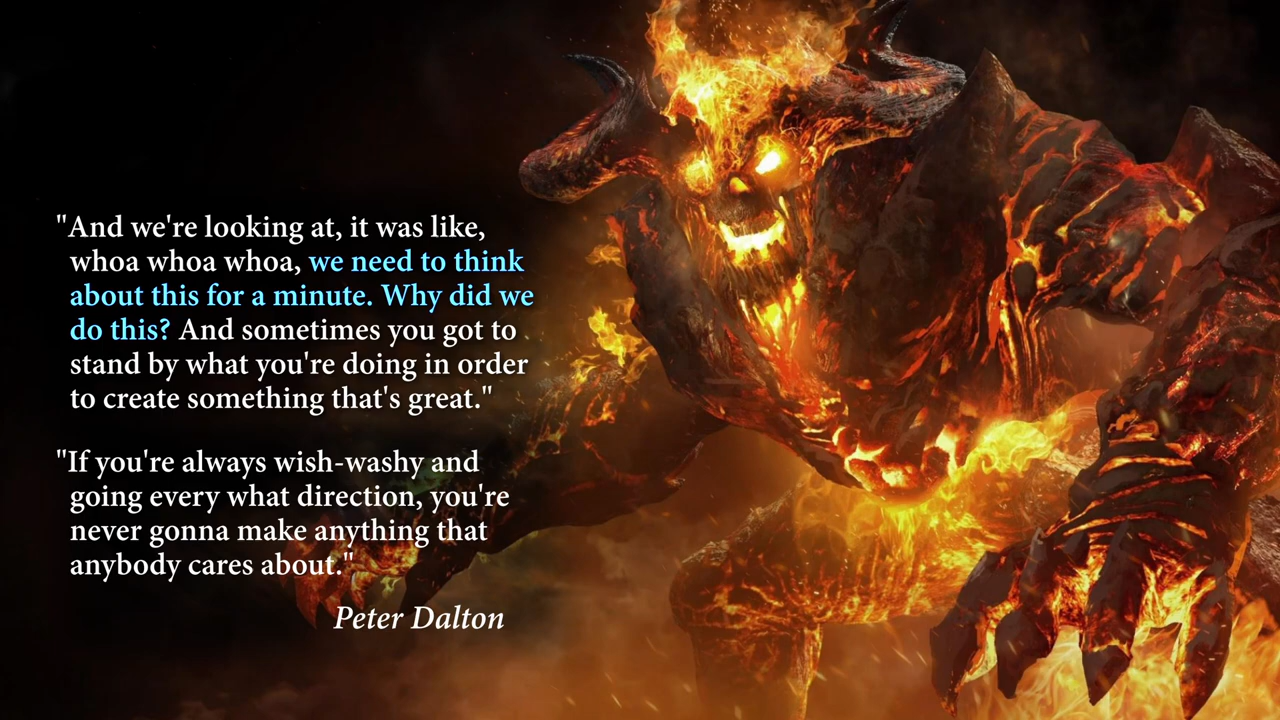 "And we're looking at, it was like,
whoa whoa whoa, we need to think
about this for a minute. Why did we
do this? And sometimes you got to
stand by what you're doing in order
to create something that's great."
"If you're always wish-washy and
going every what direction, you're
never gonna make anything that
anybody cares about."
Peter Dalton